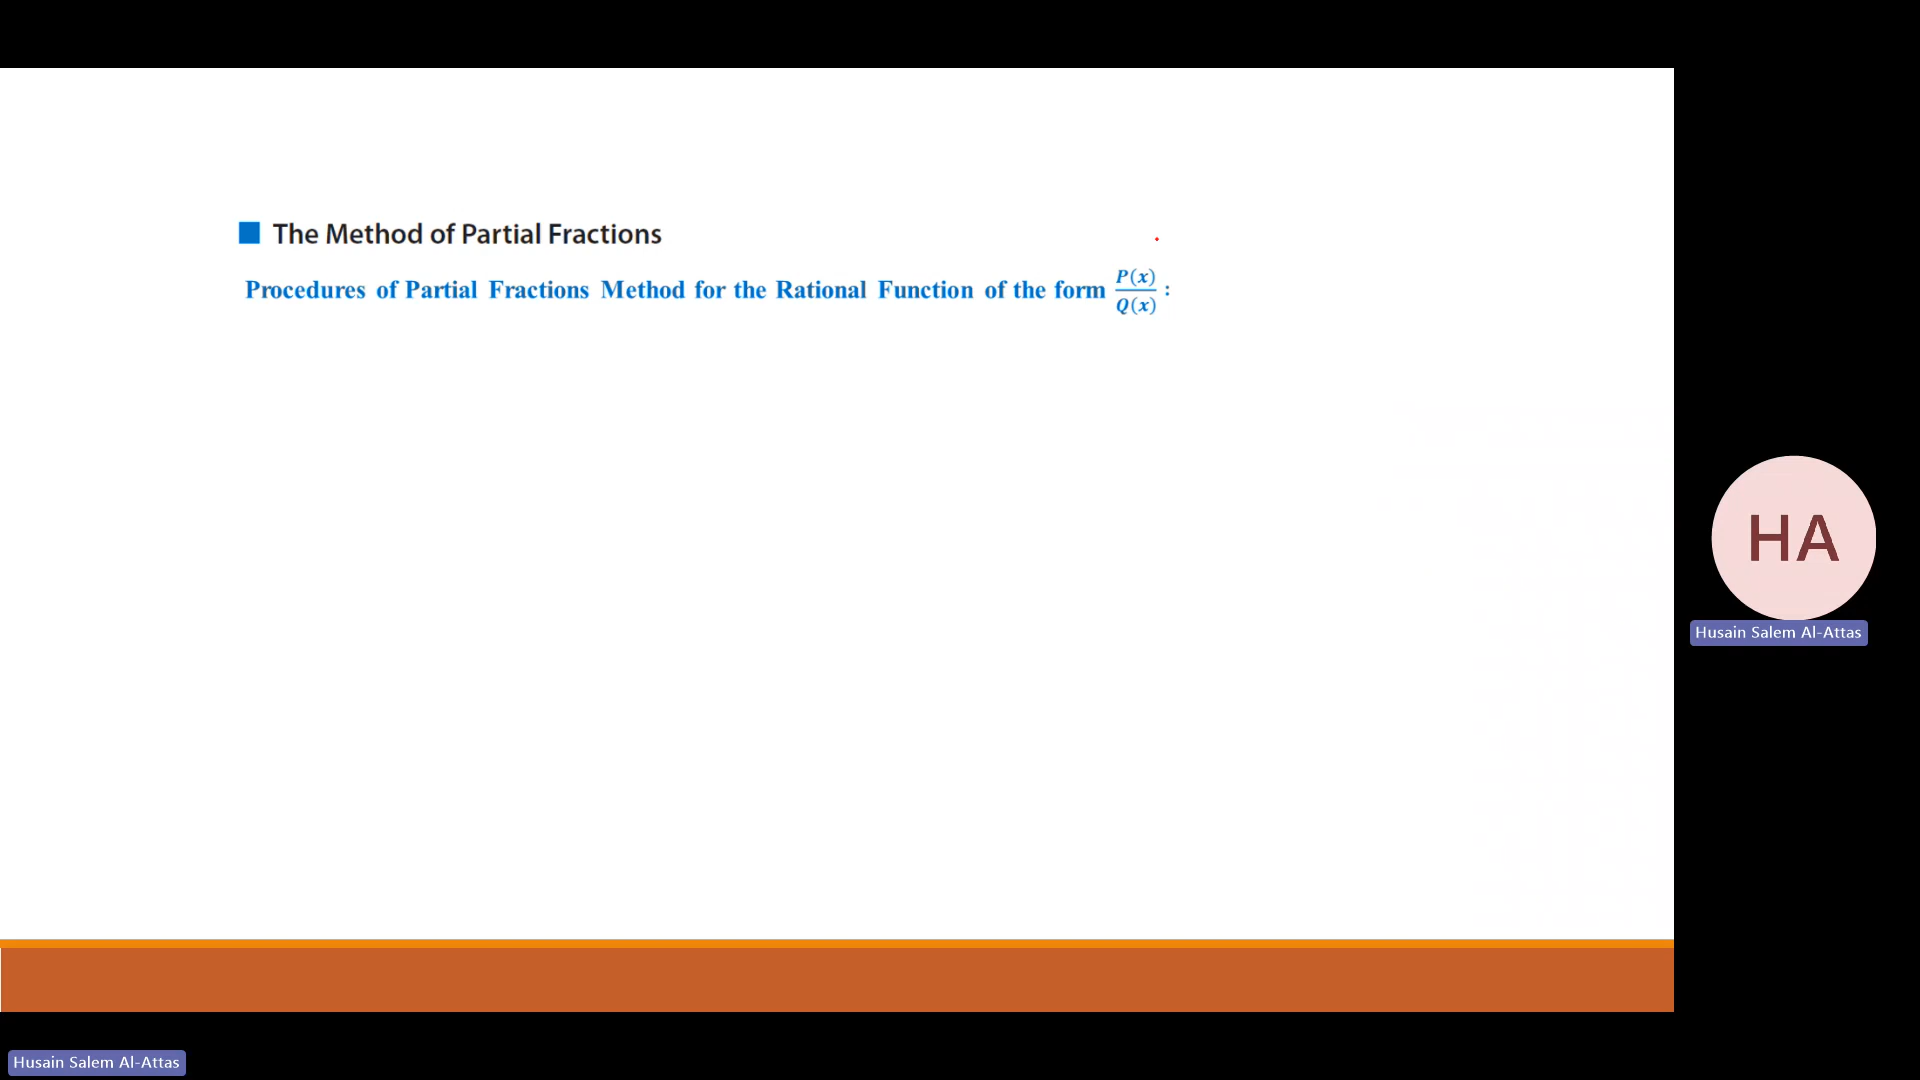 The Method of Partial Fractions
Procedures of Partial Fractions Method for the Rational Function of the form P(x)/Q(x) :
HA
Husain Salem Al-Attas
Husain Salem Al-Attas